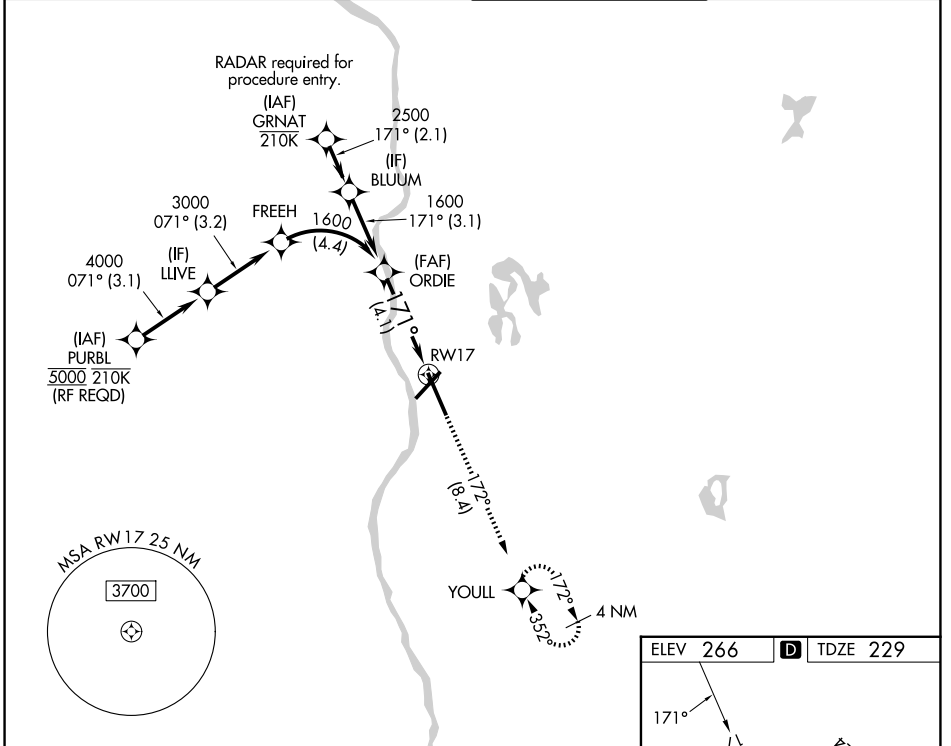 RADAR required for
procedure entry.
(IAF)
GRNAT
210K
2500
171° (2.1)
(IF)
BLUUM
1600
171° (3.1)
3000
071° (3.2)
FREEH
1600
(4.4)
(IF)
LLIVE
4000
071° (3.1)
(FAF)
ORDIE
(IAF)
PURBL
5000 210K
(RF REQD)
171°
(4.1)
RW17
172°
(8.4)
MSA RW17 25 NM
3700
YOULL
172°
352°
4 NM
ELEV 266 D TDZE 229
171°